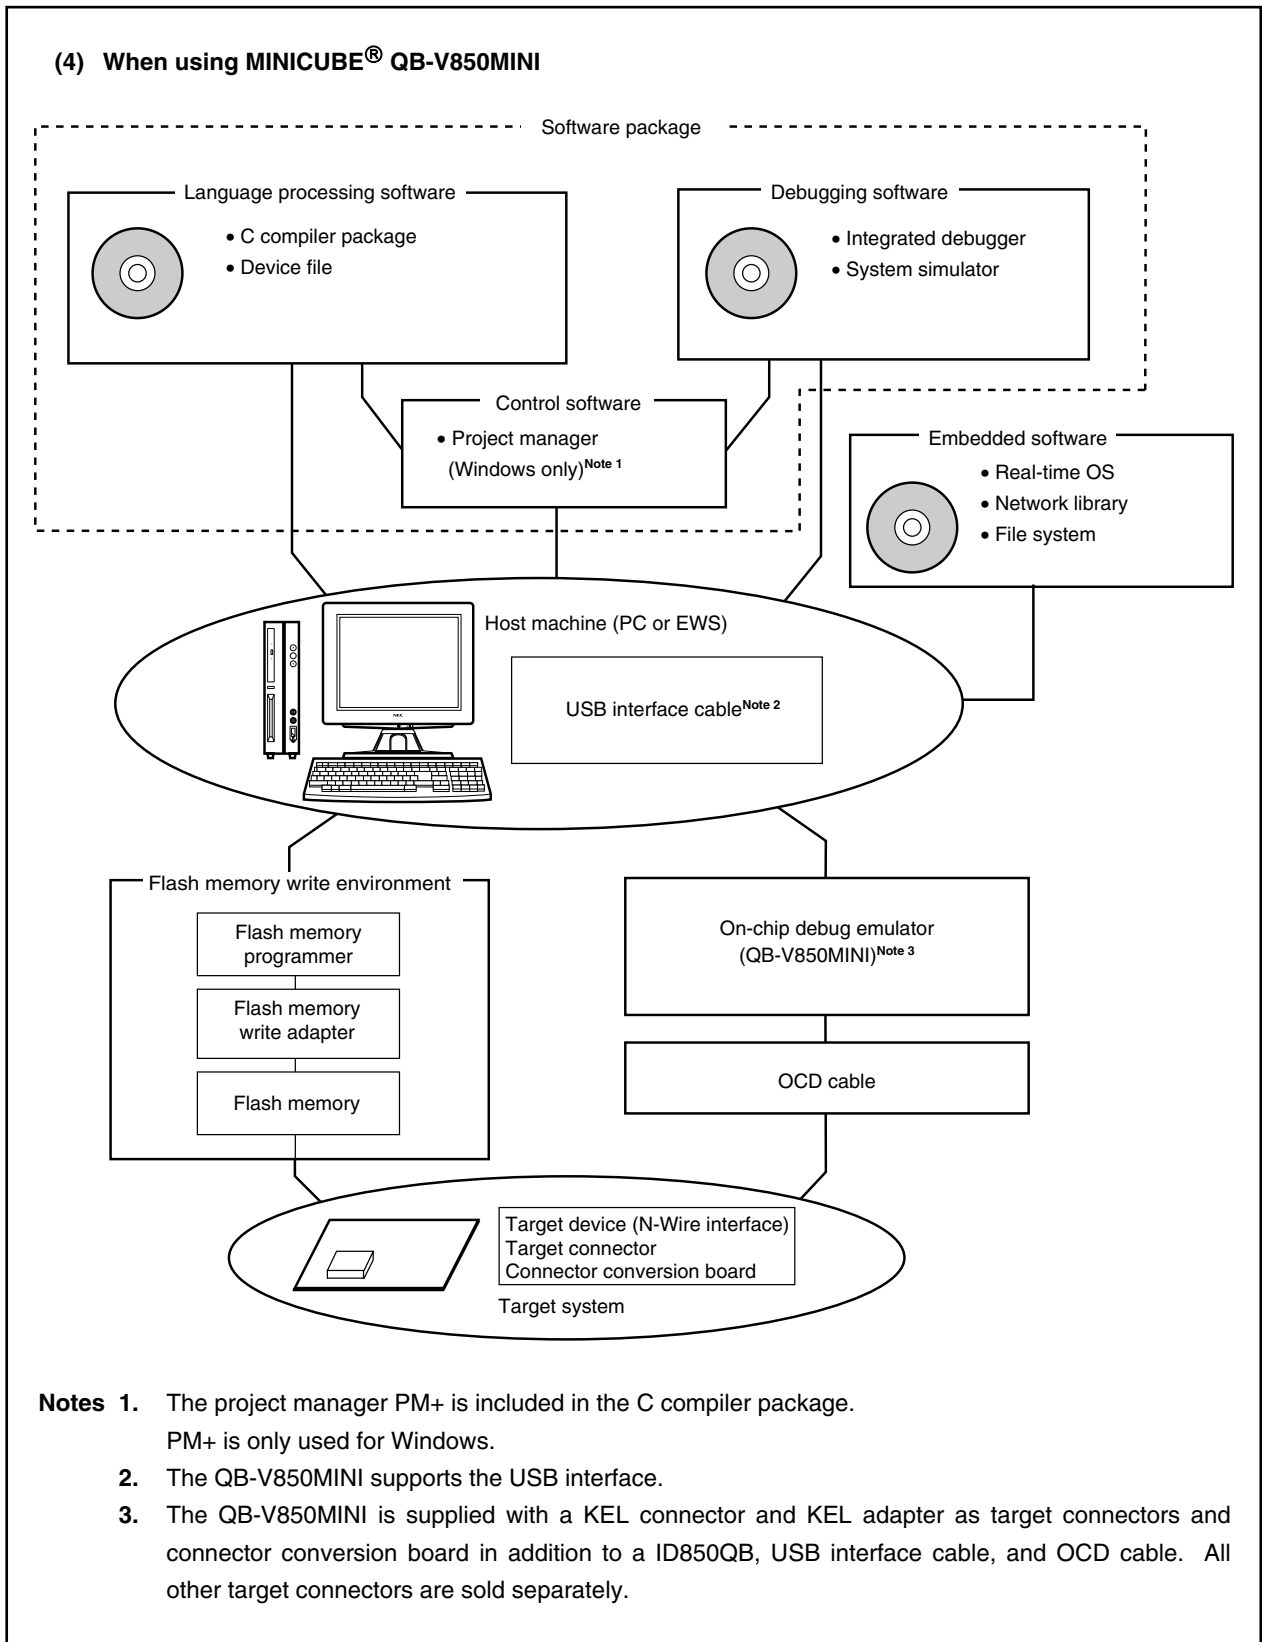 (4) When using MINICUBE® QB-V850MINI
Software package
Language processing software
• C compiler package
• Device file
Debugging software
• Integrated debugger
• System simulator
Control software
• Project manager
(Windows only)Note 1
Embedded software
• Real-time OS
• Network library
• File system
Host machine (PC or EWS)
USB interface cableNote 2
NEC
Flash memory write environment
Flash memory
programmer
Flash memory
write adapter
Flash memory
On-chip debug emulator
(QB-V850MINI)Note 3
OCD cable
Target device (N-Wire interface)
Target connector
Connector conversion board
Target system
Notes 1. The project manager PM+ is included in the C compiler package.
PM+ is only used for Windows.
2. The QB-V850MINI supports the USB interface.
3. The QB-V850MINI is supplied with a KEL connector and KEL adapter as target connectors and
connector conversion board in addition to a ID850QB, USB interface cable, and OCD cable. All
other target connectors are sold separately.